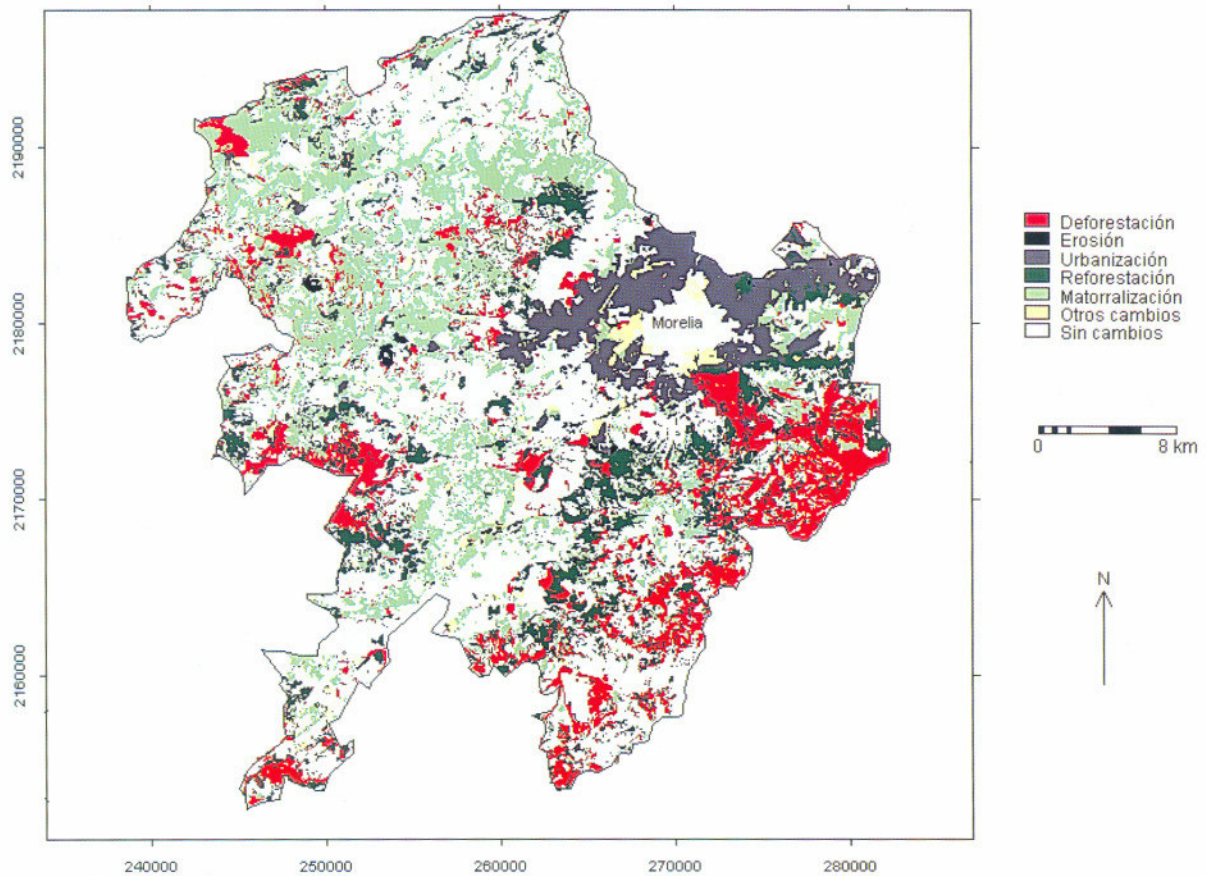 2190000
2180000
2170000
2160000
240000
250000
260000
270000
280000
Morelia
Deforestación
Erosión
Urbanización
Reforestación
Matorralización
Otros cambios
Sin cambios
0 8 km
N